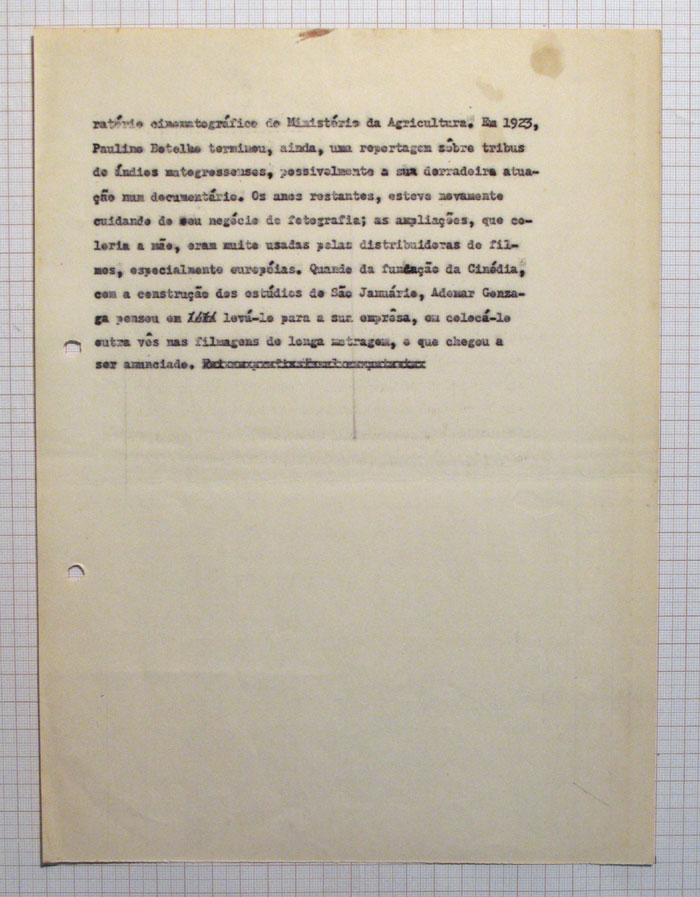 ratório cinematográfico do Ministério da Agricultura. Em 1923,
Paulino Botelho terminou, ainda, uma reportagem sôbre tribus
de índios matogrossenses, possivelmente a sua derradeira atua-
ção num documentário. Os anos restantes, esteve novamente
cuidando do seu negócio de fotografia; as ampliações, que co-
loria a mão, eram muito usadas pelas distribuidoras de fil-
mes, especialmente européias. Quando da fundação da Cinédia,
com a construção dos estúdios de São Januário, Ademar Gonza-
ga pensou em levá-lo para a sua emprêsa, ou colocá-lo
outra vês nas filmagens de longa metragem, o que chegou a
ser anunciado.